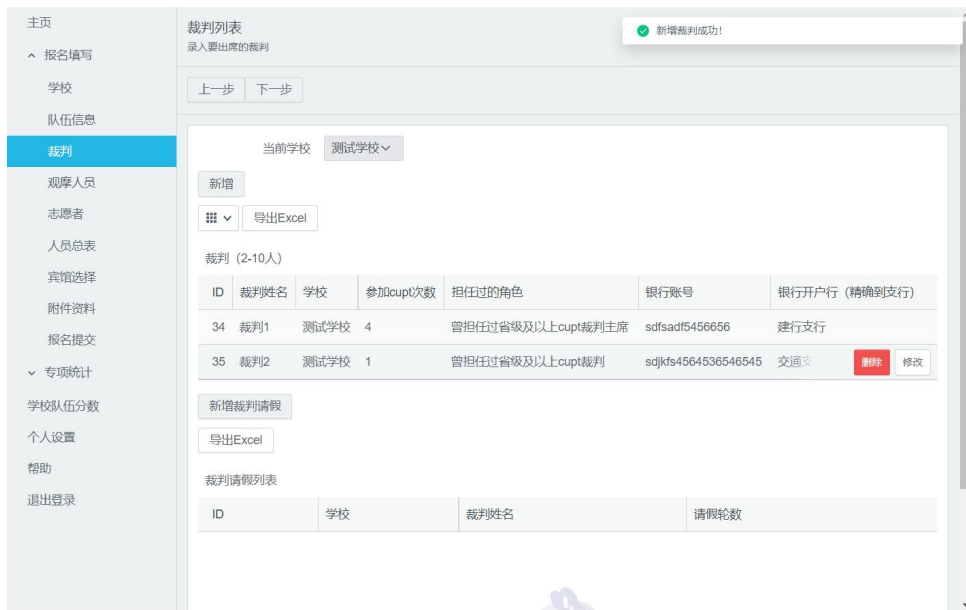 主页
报名填写
学校
队伍信息
裁判
观摩人员
志愿者
人员总表
宾馆选择
附件资料
报名提交
专项统计
学校队伍分数
个人设置
帮助
退出登录
裁判列表
录入要出席的裁判
新增裁判成功!
上一步 下一步
当前学校 测试学校
新增
导出Excel
裁判（2-10人）
ID 裁判姓名 学校 参加cupt次数 担任过的角色 银行账号 银行开户行（精确到支行）
34 裁判1 测试学校 4 曾担任过省级及以上cupt裁判主席 sdfsadf5456656 建行支行
35 裁判2 测试学校 1 曾担任过省级及以上cupt裁判 sdjkfs4564536546545 交通支 删除 修改
新增裁判请假
导出Excel
裁判请假列表
ID 学校 裁判姓名 请假轮数